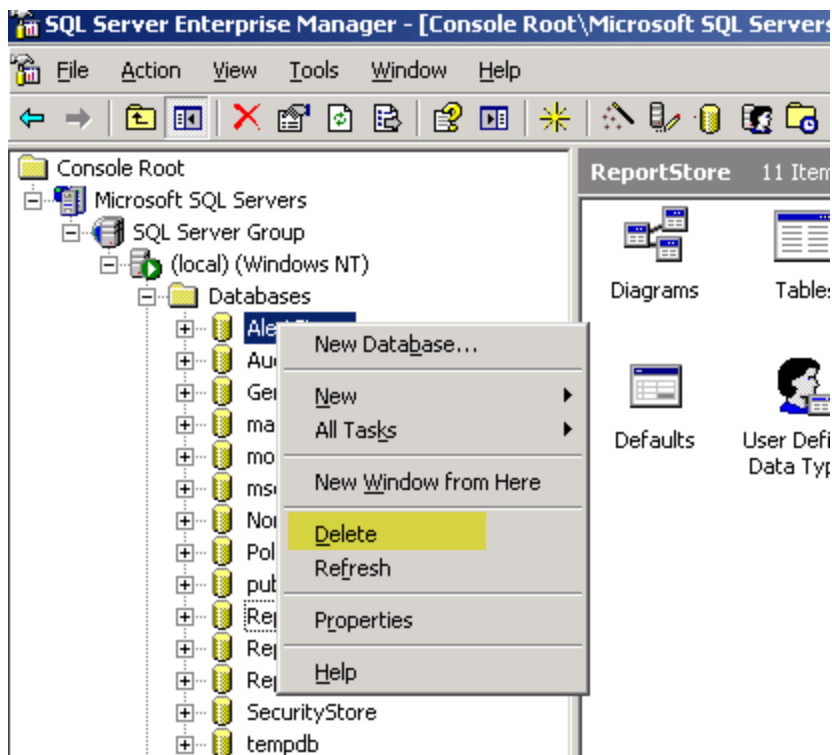 SQL Server Enterprise Manager - [Console Root\Microsoft SQL Servers
File Action View Tools Window Help
Console Root
Microsoft SQL Servers
SQL Server Group
(local) (Windows NT)
Databases
SecurityStore
tempdb
New Database...
New
All Tasks
New Window from Here
Delete
Refresh
Properties
Help
ReportStore 11 Item
Diagrams
Tables
Defaults
User Defi
Data Typ